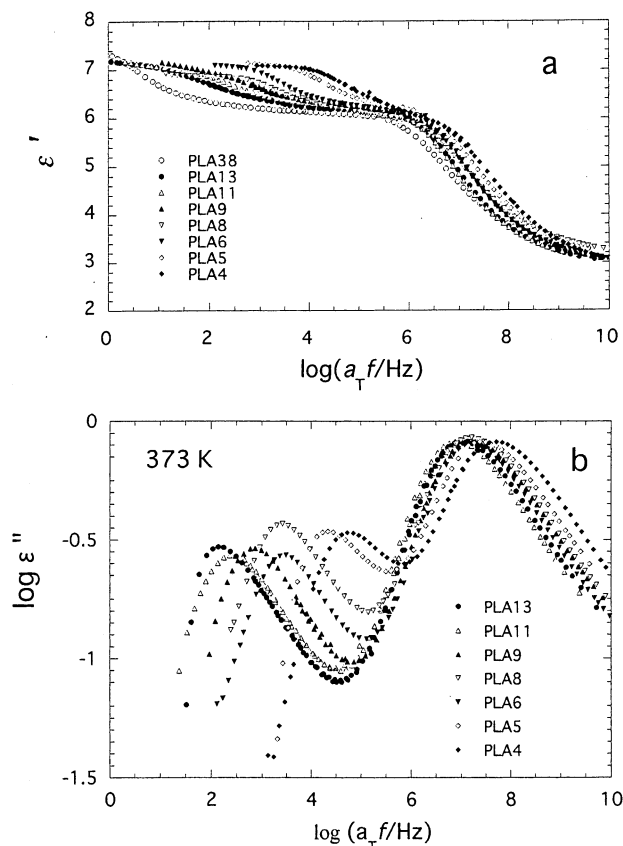 8
a
7
6
ε ′
5
○ PLA38
● PLA13
△ PLA11
▲ PLA9
▽ PLA8
▼ PLA6
◇ PLA5
◆ PLA4
4
3
2
0 2 4 6 8 10
log(aTf/Hz)
0
373 K b
-0.5
log ε"
● PLA13
△ PLA11
▲ PLA9
▽ PLA8
▼ PLA6
◇ PLA5
◆ PLA4
-1
-1.5
0 2 4 6 8 10
log (aTf/Hz)